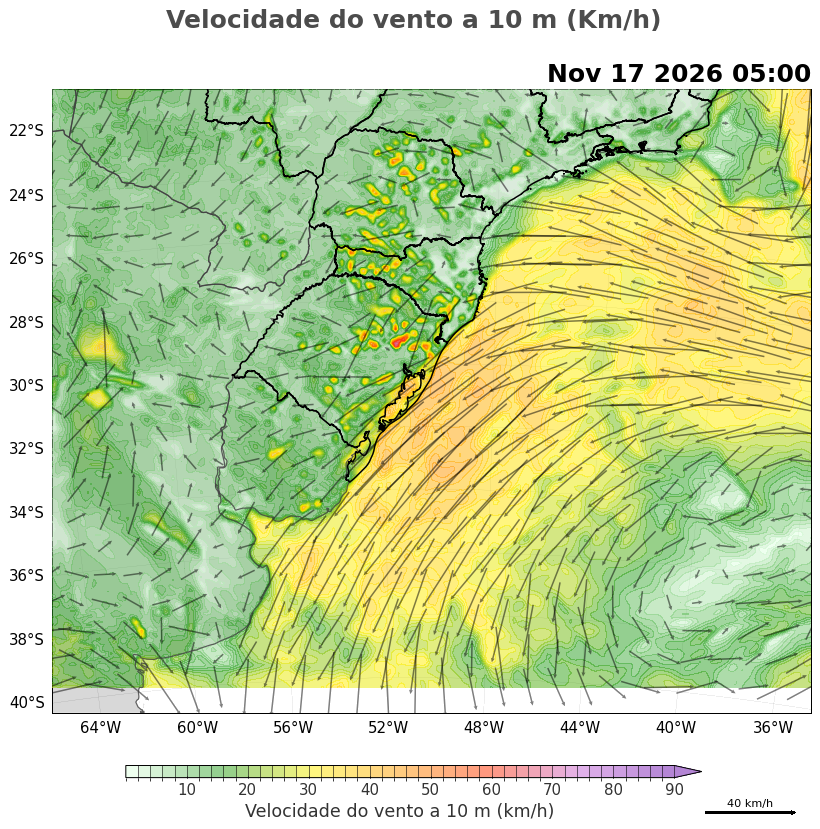 Velocidade do vento a 10 m (Km/h)
Nov 17 2026 05:00
22°S
24°S
26°S
28°S
30°S
32°S
34°S
36°S
38°S
40°S
64°W 60°W 56°W 52°W 48°W 44°W 40°W 36°W
10 20 30 40 50 60 70 80 90
Velocidade do vento a 10 m (km/h)
40 km/h